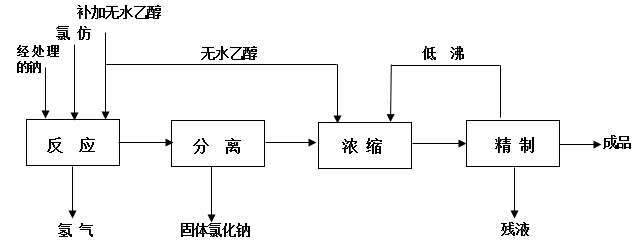 补加无水乙醇
氯 仿
经处理
的钠
无水乙醇
低 沸
反 应
分 离
浓缩
精 制
成品
氢 气
固体氯化钠
残液